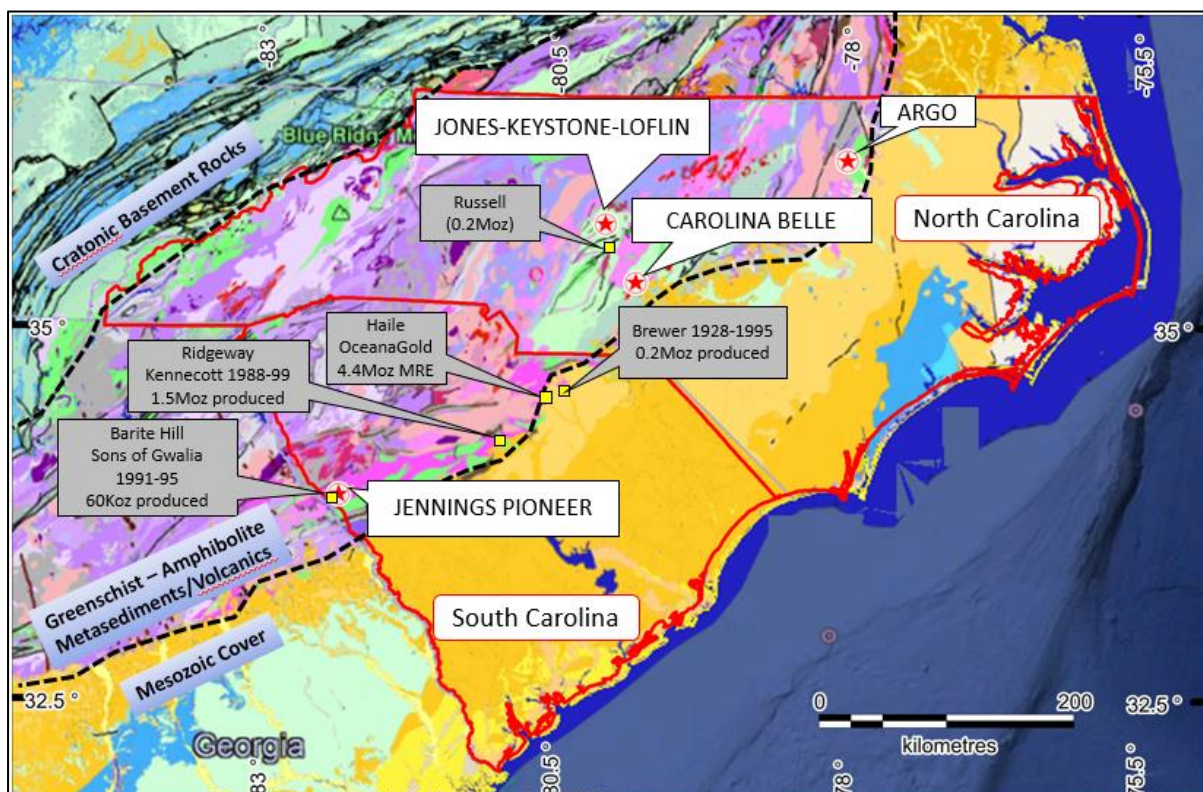 -83
-80.5
-78
-75.5
JONES-KEYSTONE-LOFLIN
ARGO
Blue Rid
Cratonic Basement Rocks
Russell
(0.2Moz)
CAROLINA BELLE
North Carolina
35 °
35 °
Haile
OceanaGold
4.4Moz MRE
Brewer 1928-1995
0.2Moz produced
Ridgeway
Kennecott 1988-99
1.5Moz produced
Barite Hill
Sons of Gwalia
1991-95
60Koz produced
JENNINGS PIONEER
Greenschist – Amphibolite
Metasediments/Volcanics
South Carolina
Mesozoic Cover
32.5 °
32.5 °
0
200
kilometres
Georgia
-83
-80.5
-78
-75.5